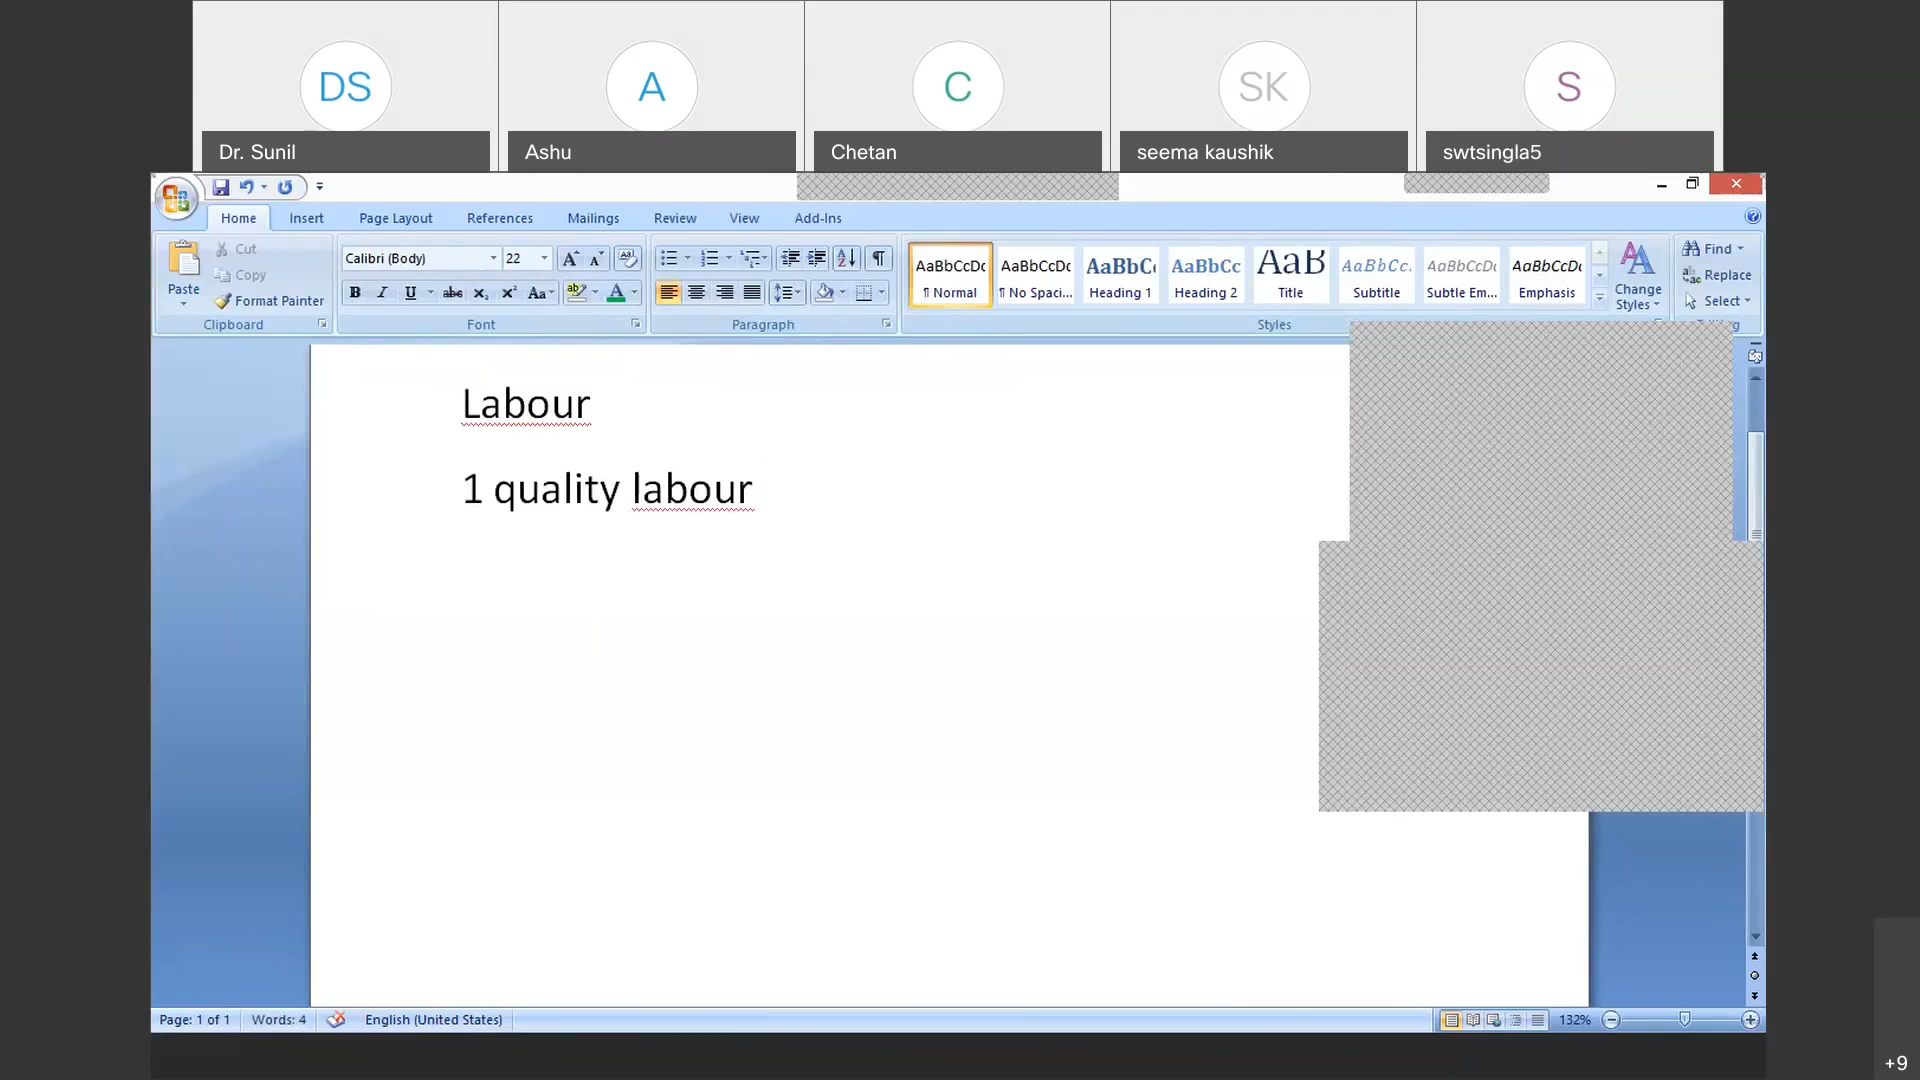 DS
A
C
SK
S
Dr. Sunil
Ashu
Chetan
seema kaushik
swtsingla5
Home Insert Page Layout References Mailings Review View Add-Ins
Paste
Cut
Copy
Format Painter
Clipboard
Calibri (Body) 22
Font
Paragraph
AaBbCcDc AaBbCcDc AaBbC AaBbCc AaB AaBbCc. AaBbCcDc AaBbCcDc
¶ Normal ¶ No Spaci... Heading 1 Heading 2 Title Subtitle Subtle Em... Emphasis
Styles
Change
Styles
Find
Replace
Select
Labour
1 quality labour
Page: 1 of 1 Words: 4 English (United States) 132%
+9